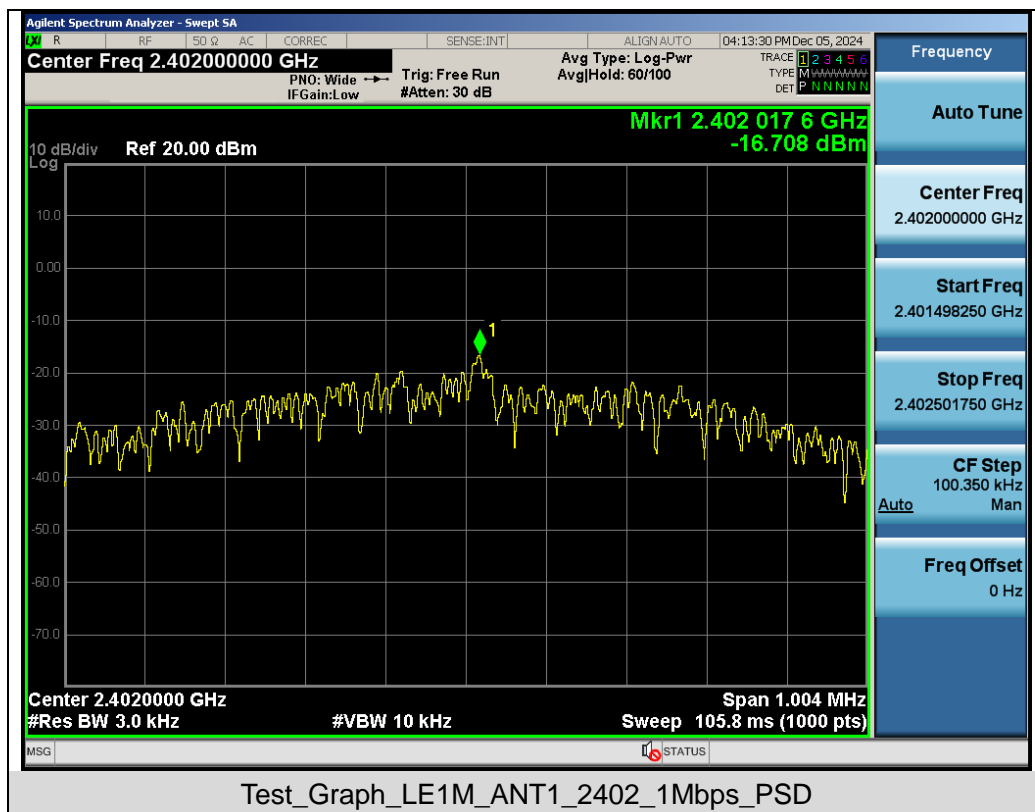 Agilent Spectrum Analyzer - Swept SA
LXI R RF 50 Ω AC CORREC SENSE:INT ALIGN AUTO 04:13:30 PM Dec 05, 2024
Center Freq 2.402000000 GHz
PNO: Wide
IFGain:Low
Trig: Free Run
#Atten: 30 dB
Avg Type: Log-Pwr
Avg|Hold: 60/100
TRACE 1 2 3 4 5 6
TYPE M WWWWWW
DET P N N N N N
Mkr1 2.402 017 6 GHz
-16.708 dBm
10 dB/div Ref 20.00 dBm
Log
10.0
0.00
-10.0
-20.0
-30.0
-40.0
-50.0
-60.0
-70.0
1
Center 2.4020000 GHz Span 1.004 MHz
#Res BW 3.0 kHz #VBW 10 kHz Sweep 105.8 ms (1000 pts)
MSG STATUS
Frequency
Auto Tune
Center Freq
2.402000000 GHz
Start Freq
2.401498250 GHz
Stop Freq
2.402501750 GHz
CF Step
100.350 kHz
Auto Man
Freq Offset
0 Hz
Test_Graph_LE1M_ANT1_2402_1Mbps_PSD